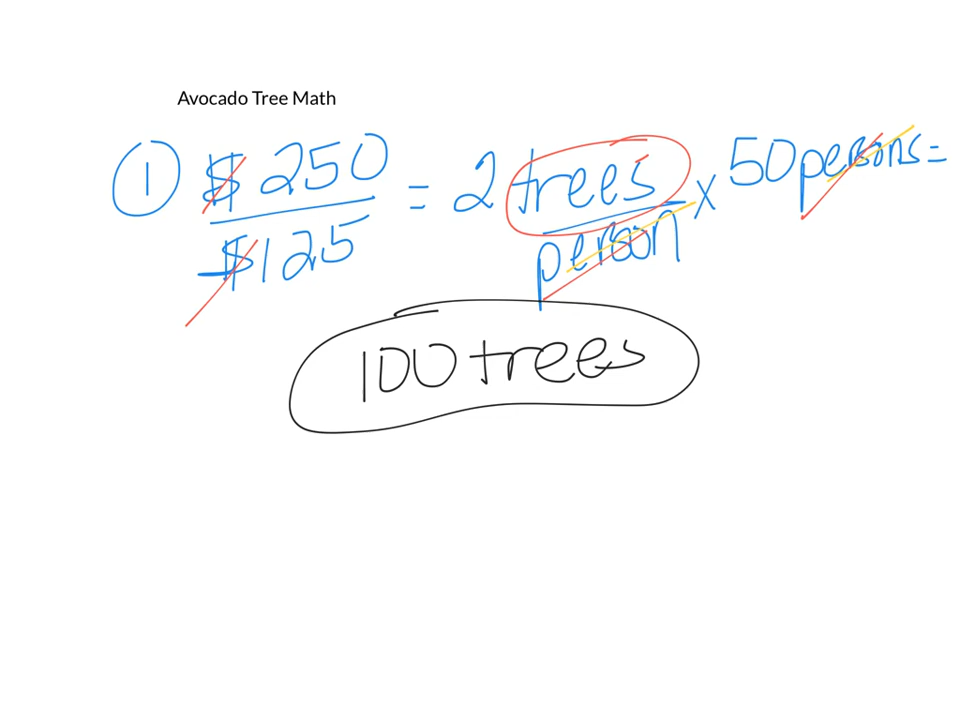 Avocado Tree Math
① $250 / $125 = 2 trees / person x 50 persons =
100 trees